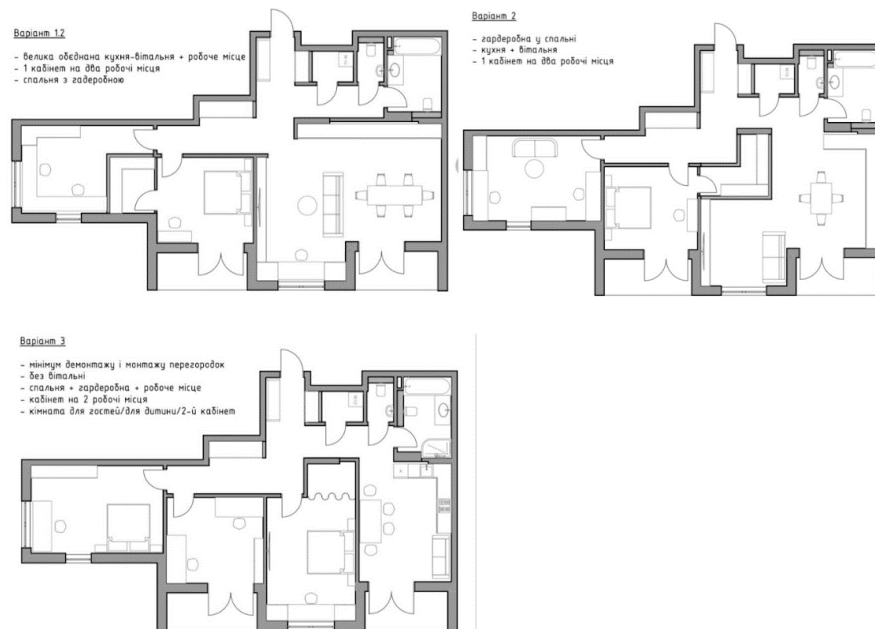 Варіант 1.2
- велика обєднана кухня-вітальня + робоче місце
- 1 кабінет на два робочі місця
- спальня з гадеробною
Варіант 2
- гардеробна у спальні
- кухня + вітальня
- 1 кабінет на два робочі місця
Варіант 3
- мінімум демонтажу і монтажу перегородок
- без вітальні
- спальня + гардеробна + робоче місце
- кабінет на 2 робочі місця
- кімната для гостей/для дитини/2-й кабінет